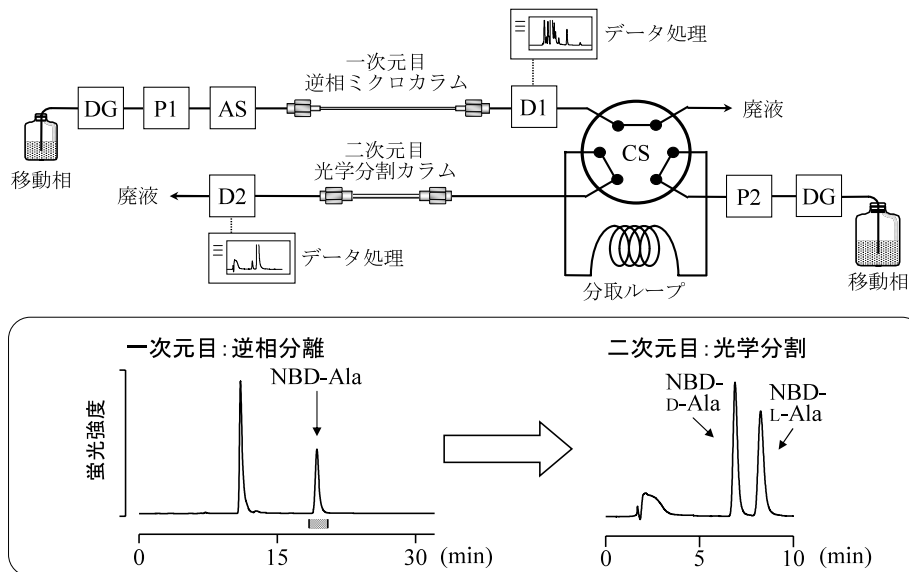 データ処理
一次元目
逆相ミクロカラム
DG
P1
AS
D1
廃液
移動相
CS
二次元目
光学分割カラム
廃液
D2
P2
DG
データ処理
分取ループ
移動相
一次元目:逆相分離
NBD-Ala
蛍光強度
0
15
30
(min)
二次元目:光学分割
NBD-
D-Ala
NBD-
L-Ala
0
5
10
(min)